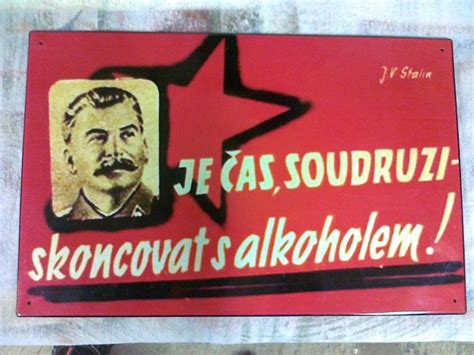 J V Stalin
JE ČAS, SOUDRUZI-
skoncovat s alkoholem!